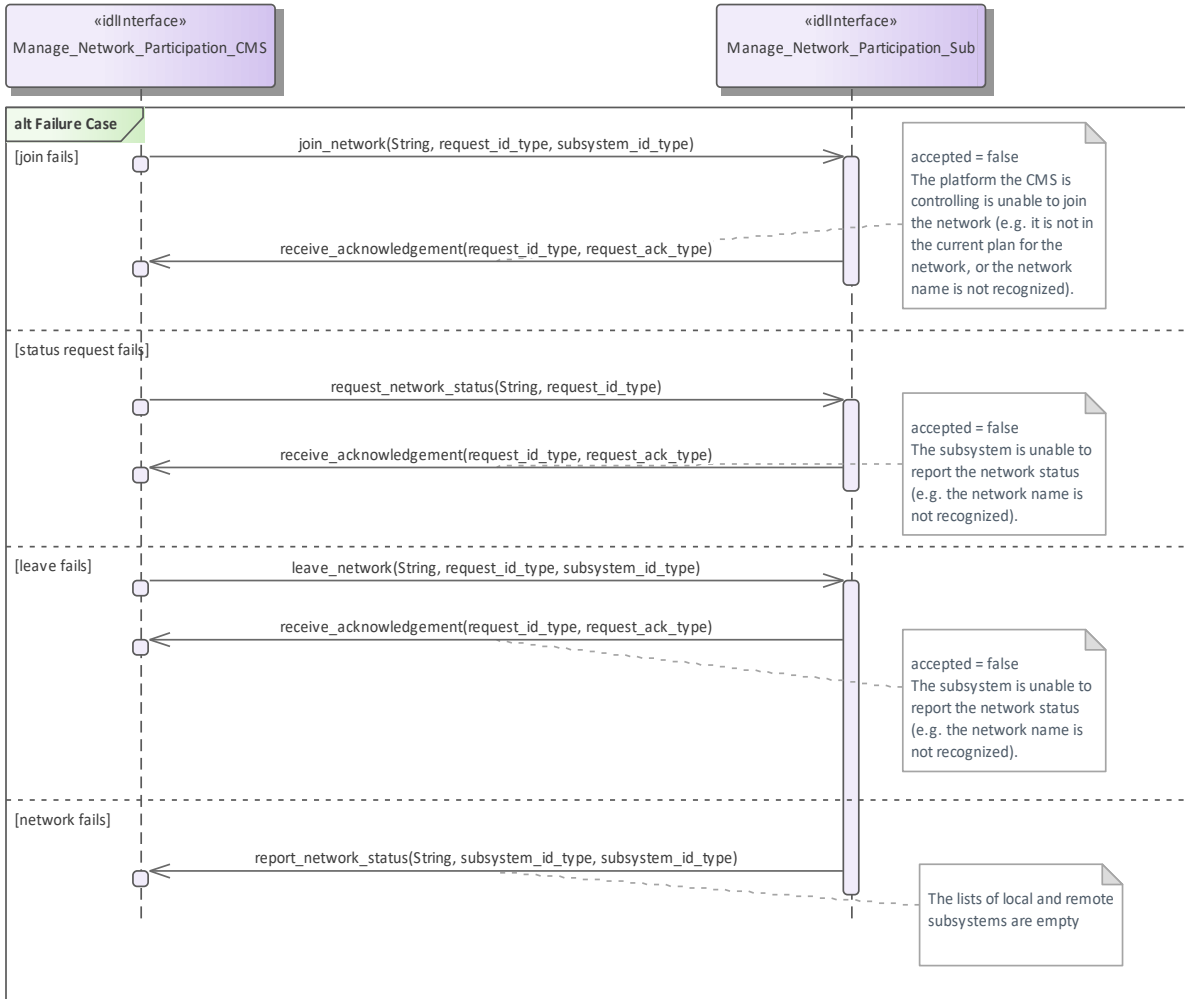 «idlInterface»
Manage_Network_Participation_CMS
«idlInterface»
Manage_Network_Participation_Sub
alt Failure Case
[join fails]
join_network(String, request_id_type, subsystem_id_type)
accepted = false
The platform the CMS is
controlling is unable to join
the network (e.g. it is not in
the current plan for the
network, or the network
name is not recognized).
receive_acknowledgement(request_id_type, request_ack_type)
[status request fails]
request_network_status(String, request_id_type)
accepted = false
The subsystem is unable to
report the network status
(e.g. the network name is
not recognized).
receive_acknowledgement(request_id_type, request_ack_type)
[leave fails]
leave_network(String, request_id_type, subsystem_id_type)
receive_acknowledgement(request_id_type, request_ack_type)
accepted = false
The subsystem is unable to
report the network status
(e.g. the network name is
not recognized).
[network fails]
report_network_status(String, subsystem_id_type, subsystem_id_type)
The lists of local and remote
subsystems are empty